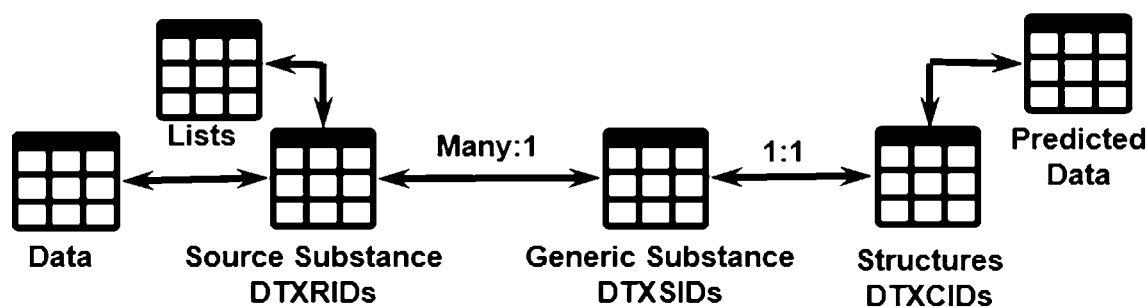 Lists
Many:1
1:1
Predicted
Data
Data
Source Substance
DTXRIDs
Generic Substance
DTXSIDs
Structures
DTXCIDs